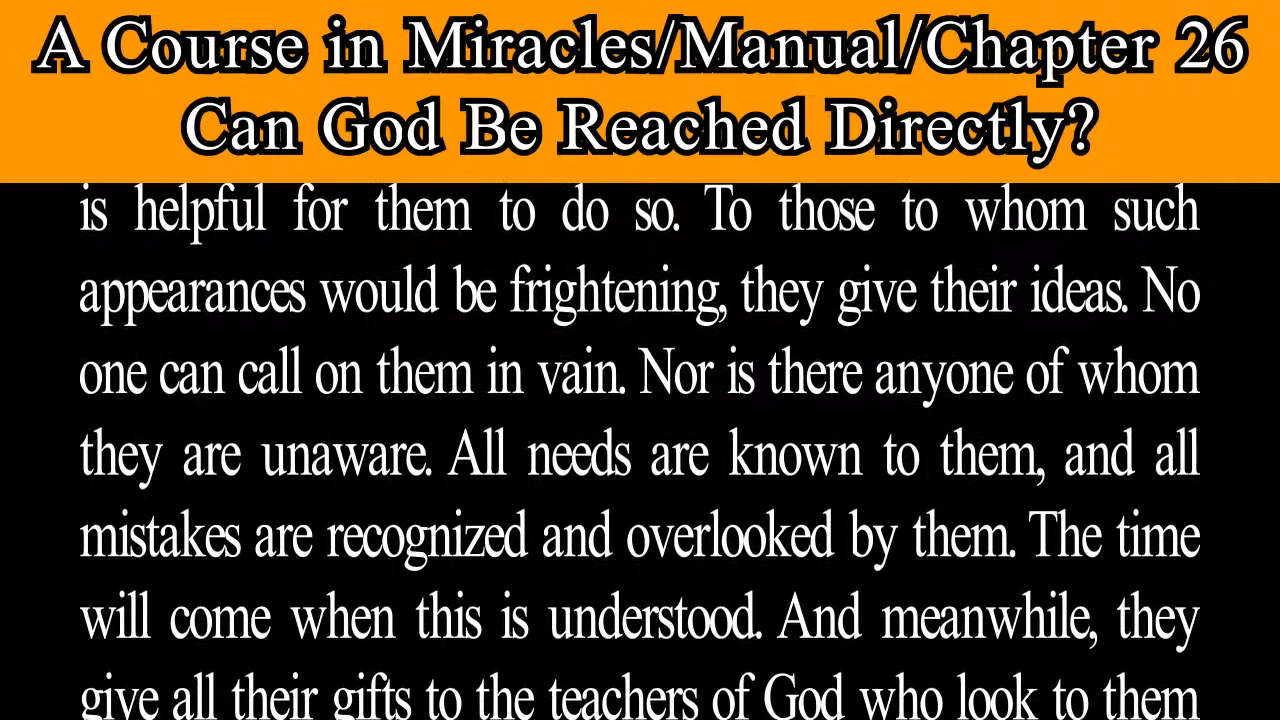 A Course in Miracles/Manual/Chapter 26
Can God Be Reached Directly?
is helpful for them to do so. To those to whom such
appearances would be frightening, they give their ideas. No
one can call on them in vain. Nor is there anyone of whom
they are unaware. All needs are known to them, and all
mistakes are recognized and overlooked by them. The time
will come when this is understood. And meanwhile, they
give all their gifts to the teachers of God who look to them